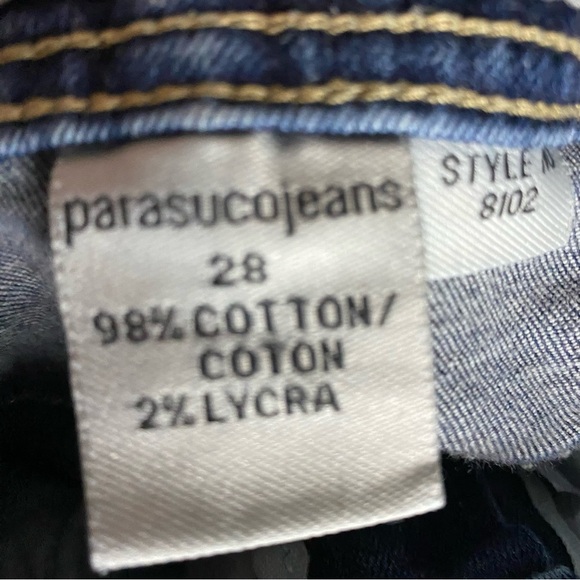 parasucojeans
28
98% COTTON/
COTON
2% LYCRA
STYLE
8102